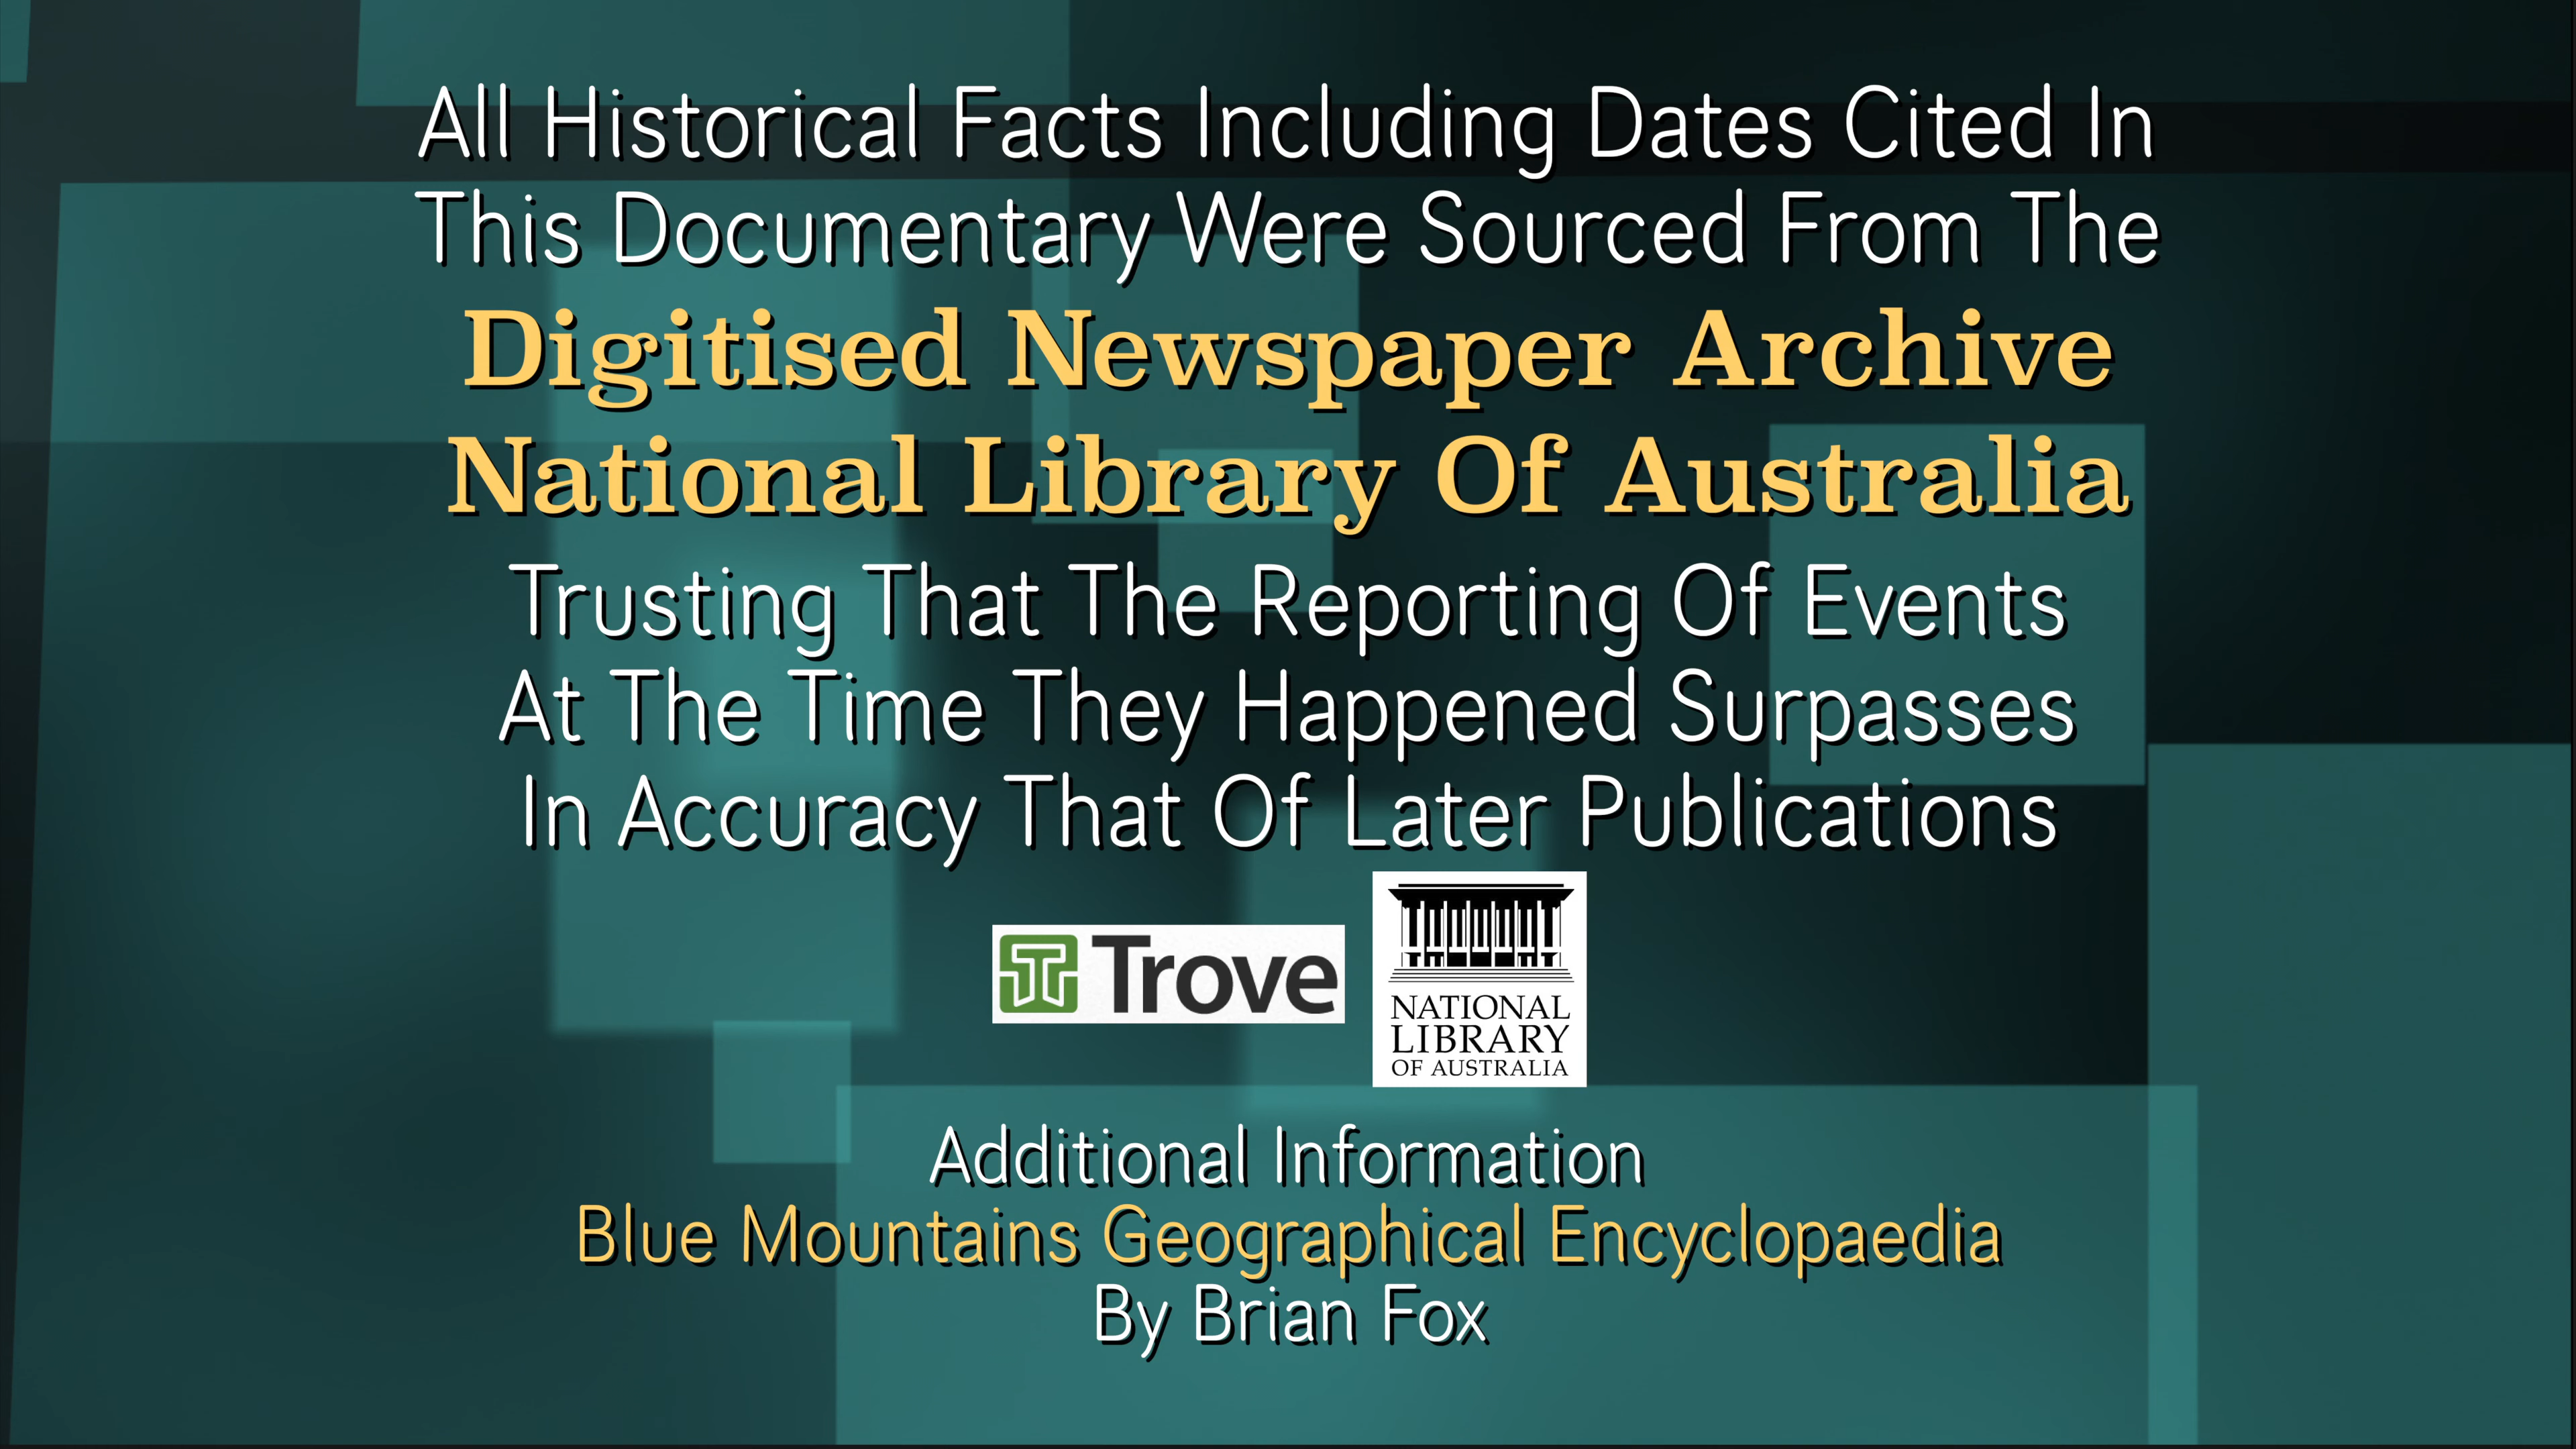 All Historical Facts Including Dates Cited In
This Documentary Were Sourced From The
Digitised Newspaper Archive
National Library Of Australia
Trusting That The Reporting Of Events
At The Time They Happened Surpasses
In Accuracy That Of Later Publications
Trove
NATIONAL
LIBRARY
OF AUSTRALIA
Additional Information
Blue Mountains Geographical Encyclopaedia
By Brian Fox